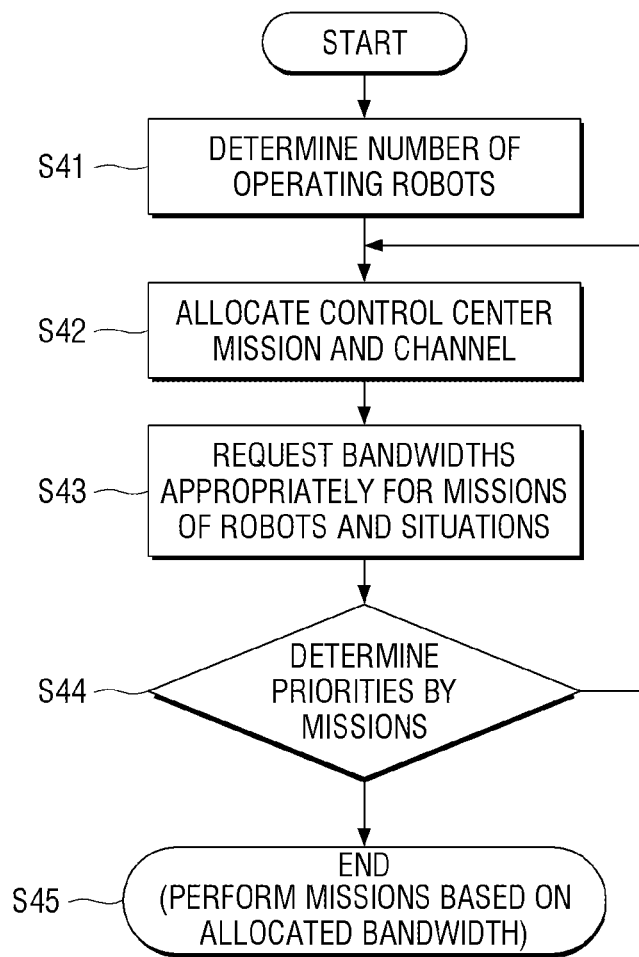 START
S41
DETERMINE NUMBER OF
OPERATING ROBOTS
S42
ALLOCATE CONTROL CENTER
MISSION AND CHANNEL
S43
REQUEST BANDWIDTHS
APPROPRIATELY FOR MISSIONS
OF ROBOTS AND SITUATIONS
S44
DETERMINE
PRIORITIES BY
MISSIONS
S45
END
(PERFORM MISSIONS BASED ON
ALLOCATED BANDWIDTH)